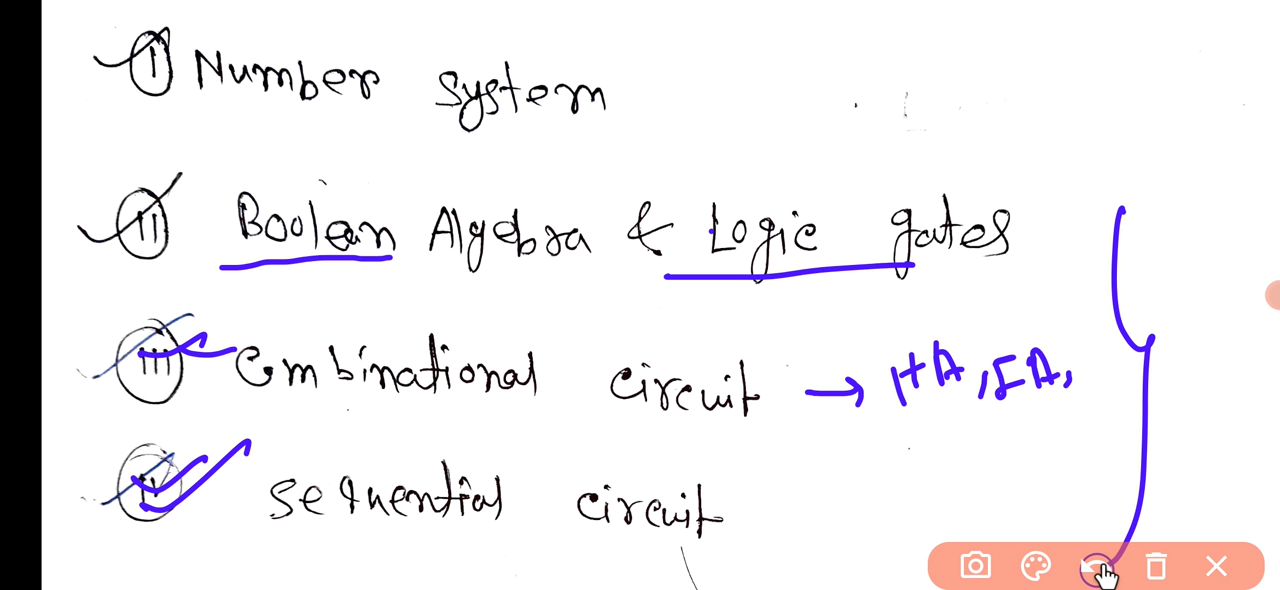 I Number System
II Boolean Algebra & Logic gates
III Combinational circuit → HA, FA,
IV Sequential circuit